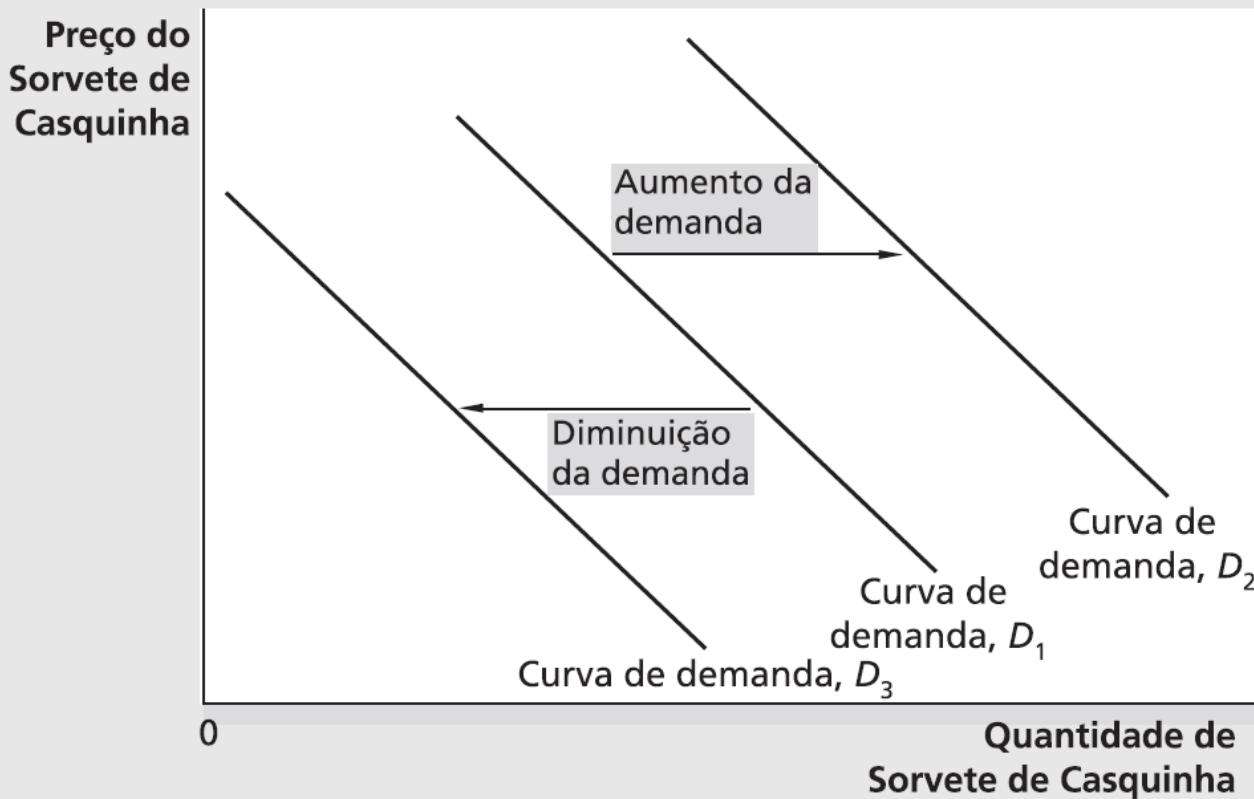 Preço do
Sorvete de
Casquinha
Aumento da
demanda
Diminuição
da demanda
Curva de
demanda, D₂
Curva de
demanda, D₁
Curva de demanda, D₃
0
Quantidade de
Sorvete de Casquinha